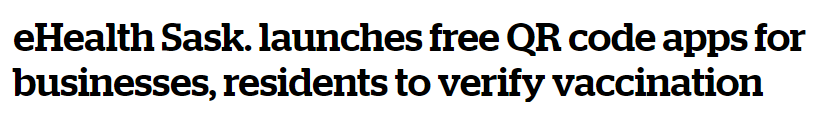 eHealth Sask. launches free QR code apps for
businesses, residents to verify vaccination